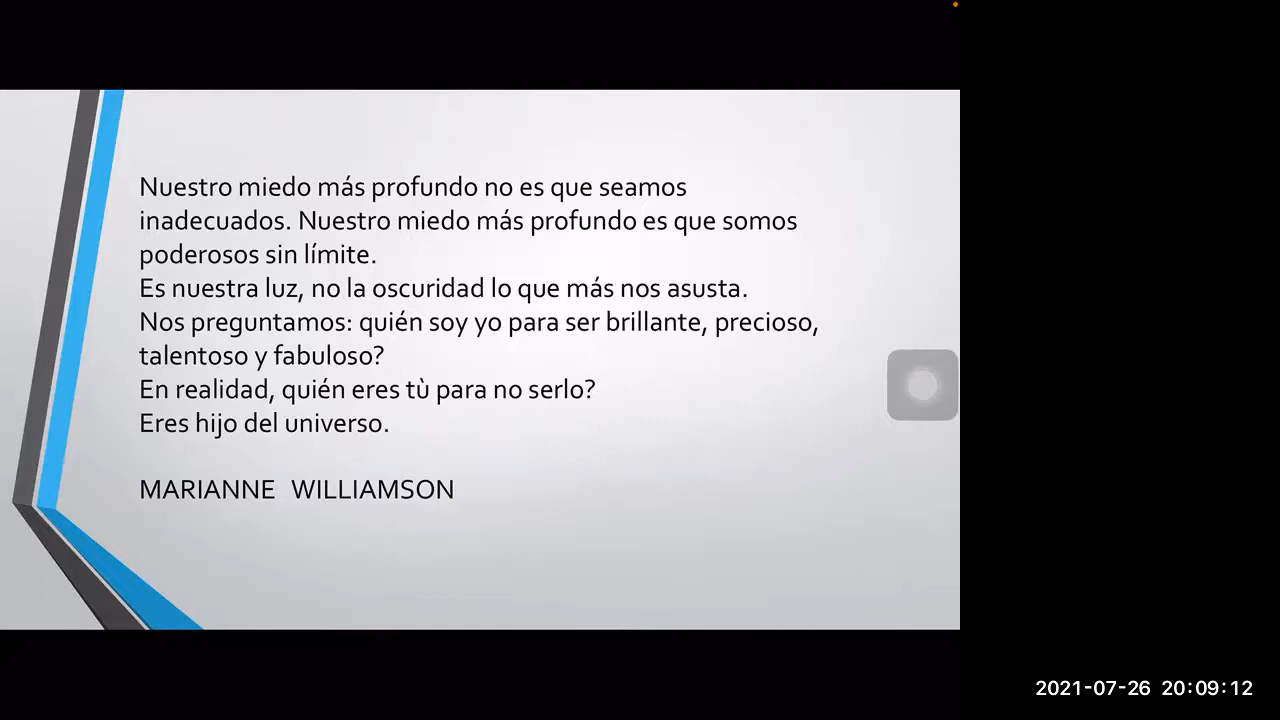 Nuestro miedo más profundo no es que seamos
inadecuados. Nuestro miedo más profundo es que somos
poderosos sin límite.
Es nuestra luz, no la oscuridad lo que más nos asusta.
Nos preguntamos: quién soy yo para ser brillante, precioso,
talentoso y fabuloso?
En realidad, quién eres tù para no serlo?
Eres hijo del universo.
MARIANNE WILLIAMSON
2021-07-26 20:09:12